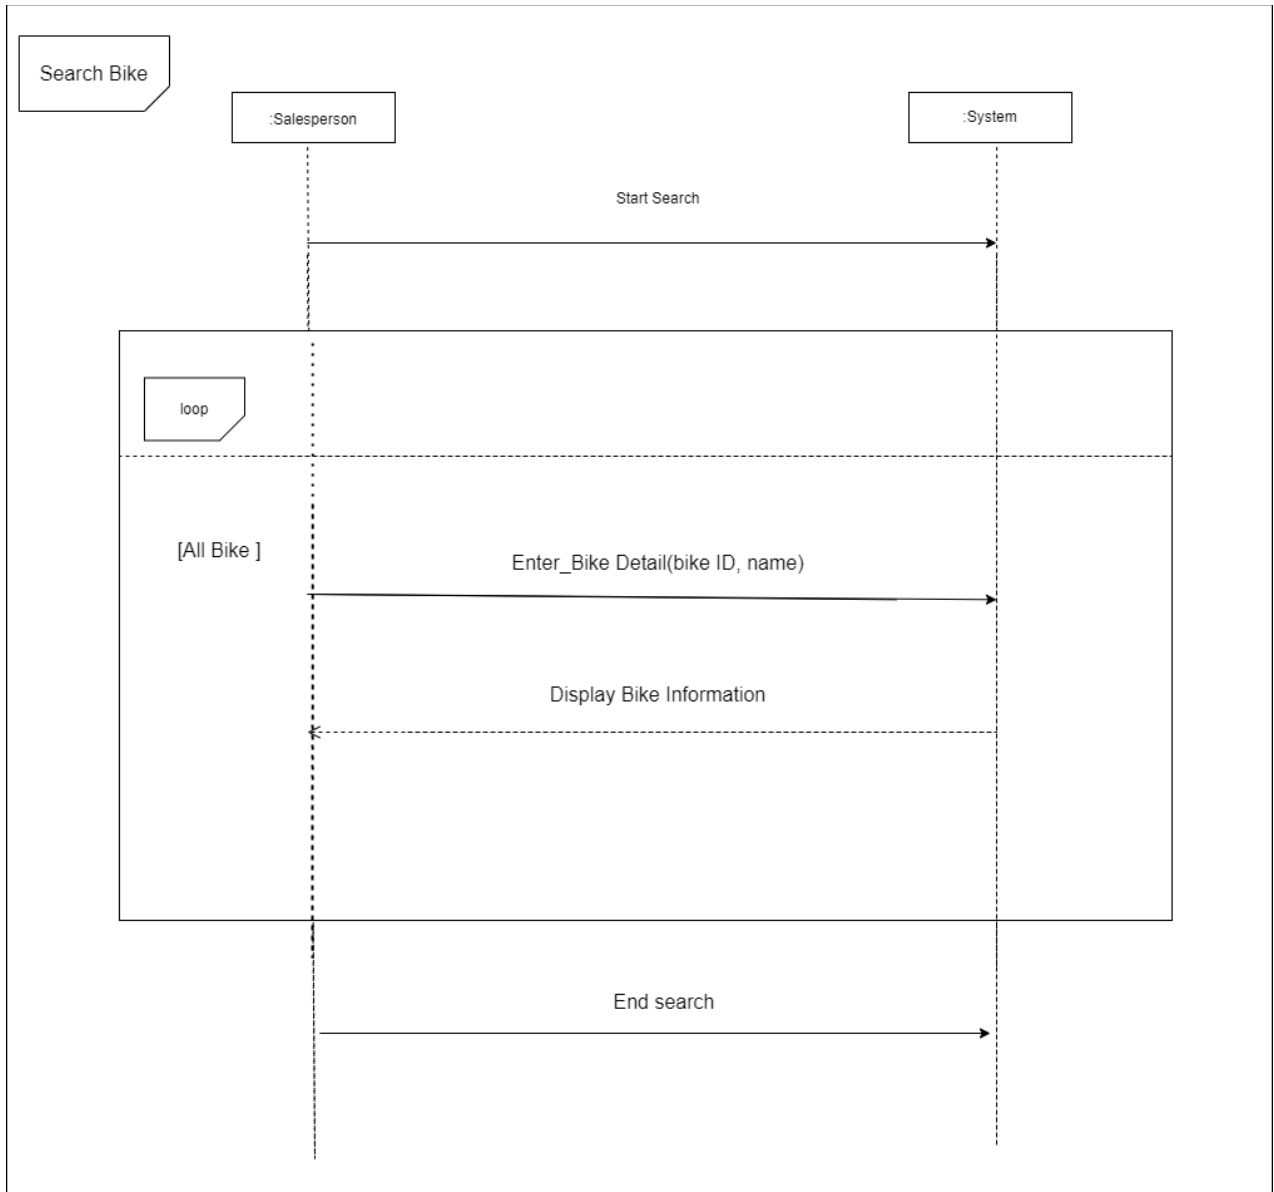 Search Bike
:Salesperson
:System
Start Search
loop
[All Bike ]
Enter_Bike Detail(bike ID, name)
Display Bike Information
End search